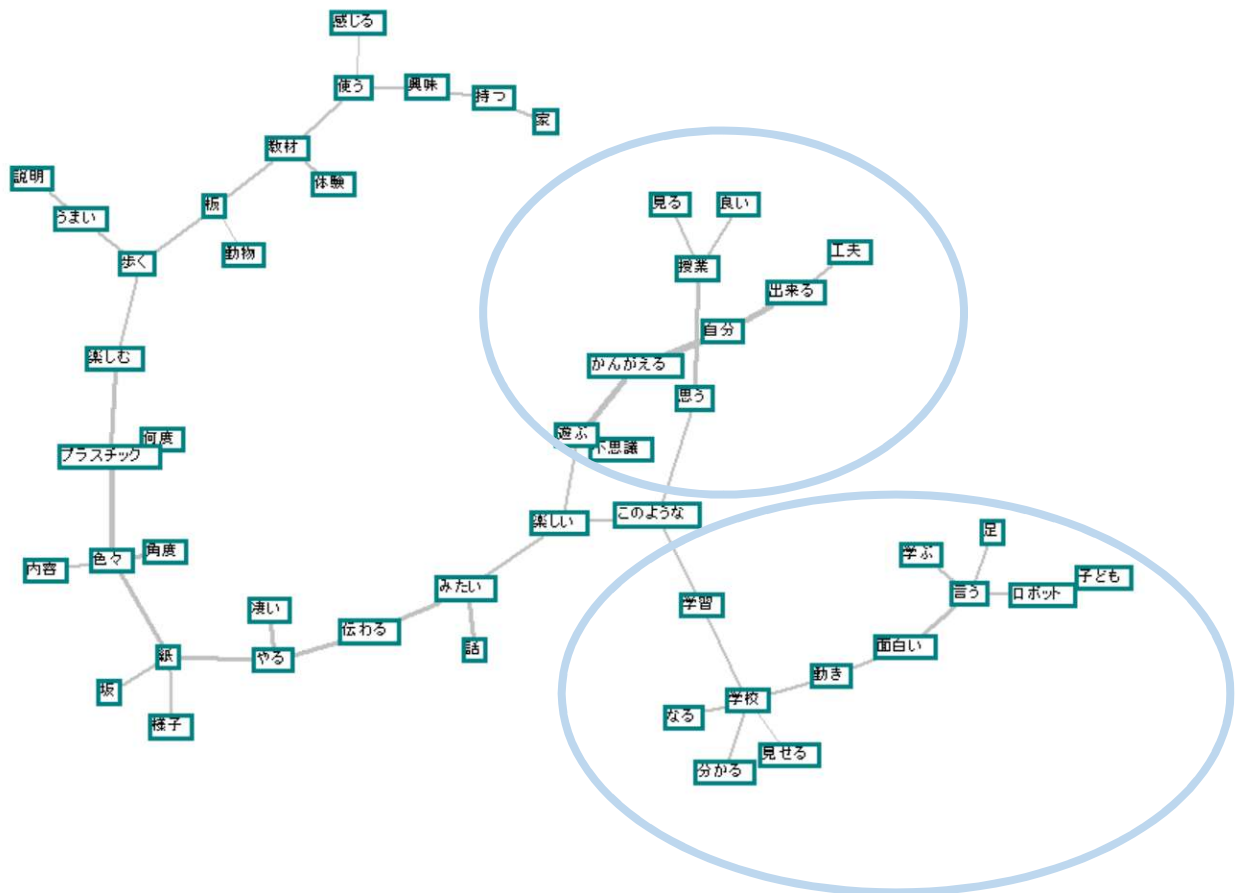 感じる
使う
興味
持つ
家
教材
体験
説明
うまい
板
動物
歩く
見る
良い
授業
工夫
出来る
自分
かんがえる
思う
楽しむ
何度
プラスチック
遊ぶ
不思議
楽しい
このような
色々
角度
内容
足
学ぶ
言う
ロボット
子ども
みたい
凄い
伝わる
話
学習
面白い
やる
紙
坂
様子
動き
学校
なる
見せる
分かる